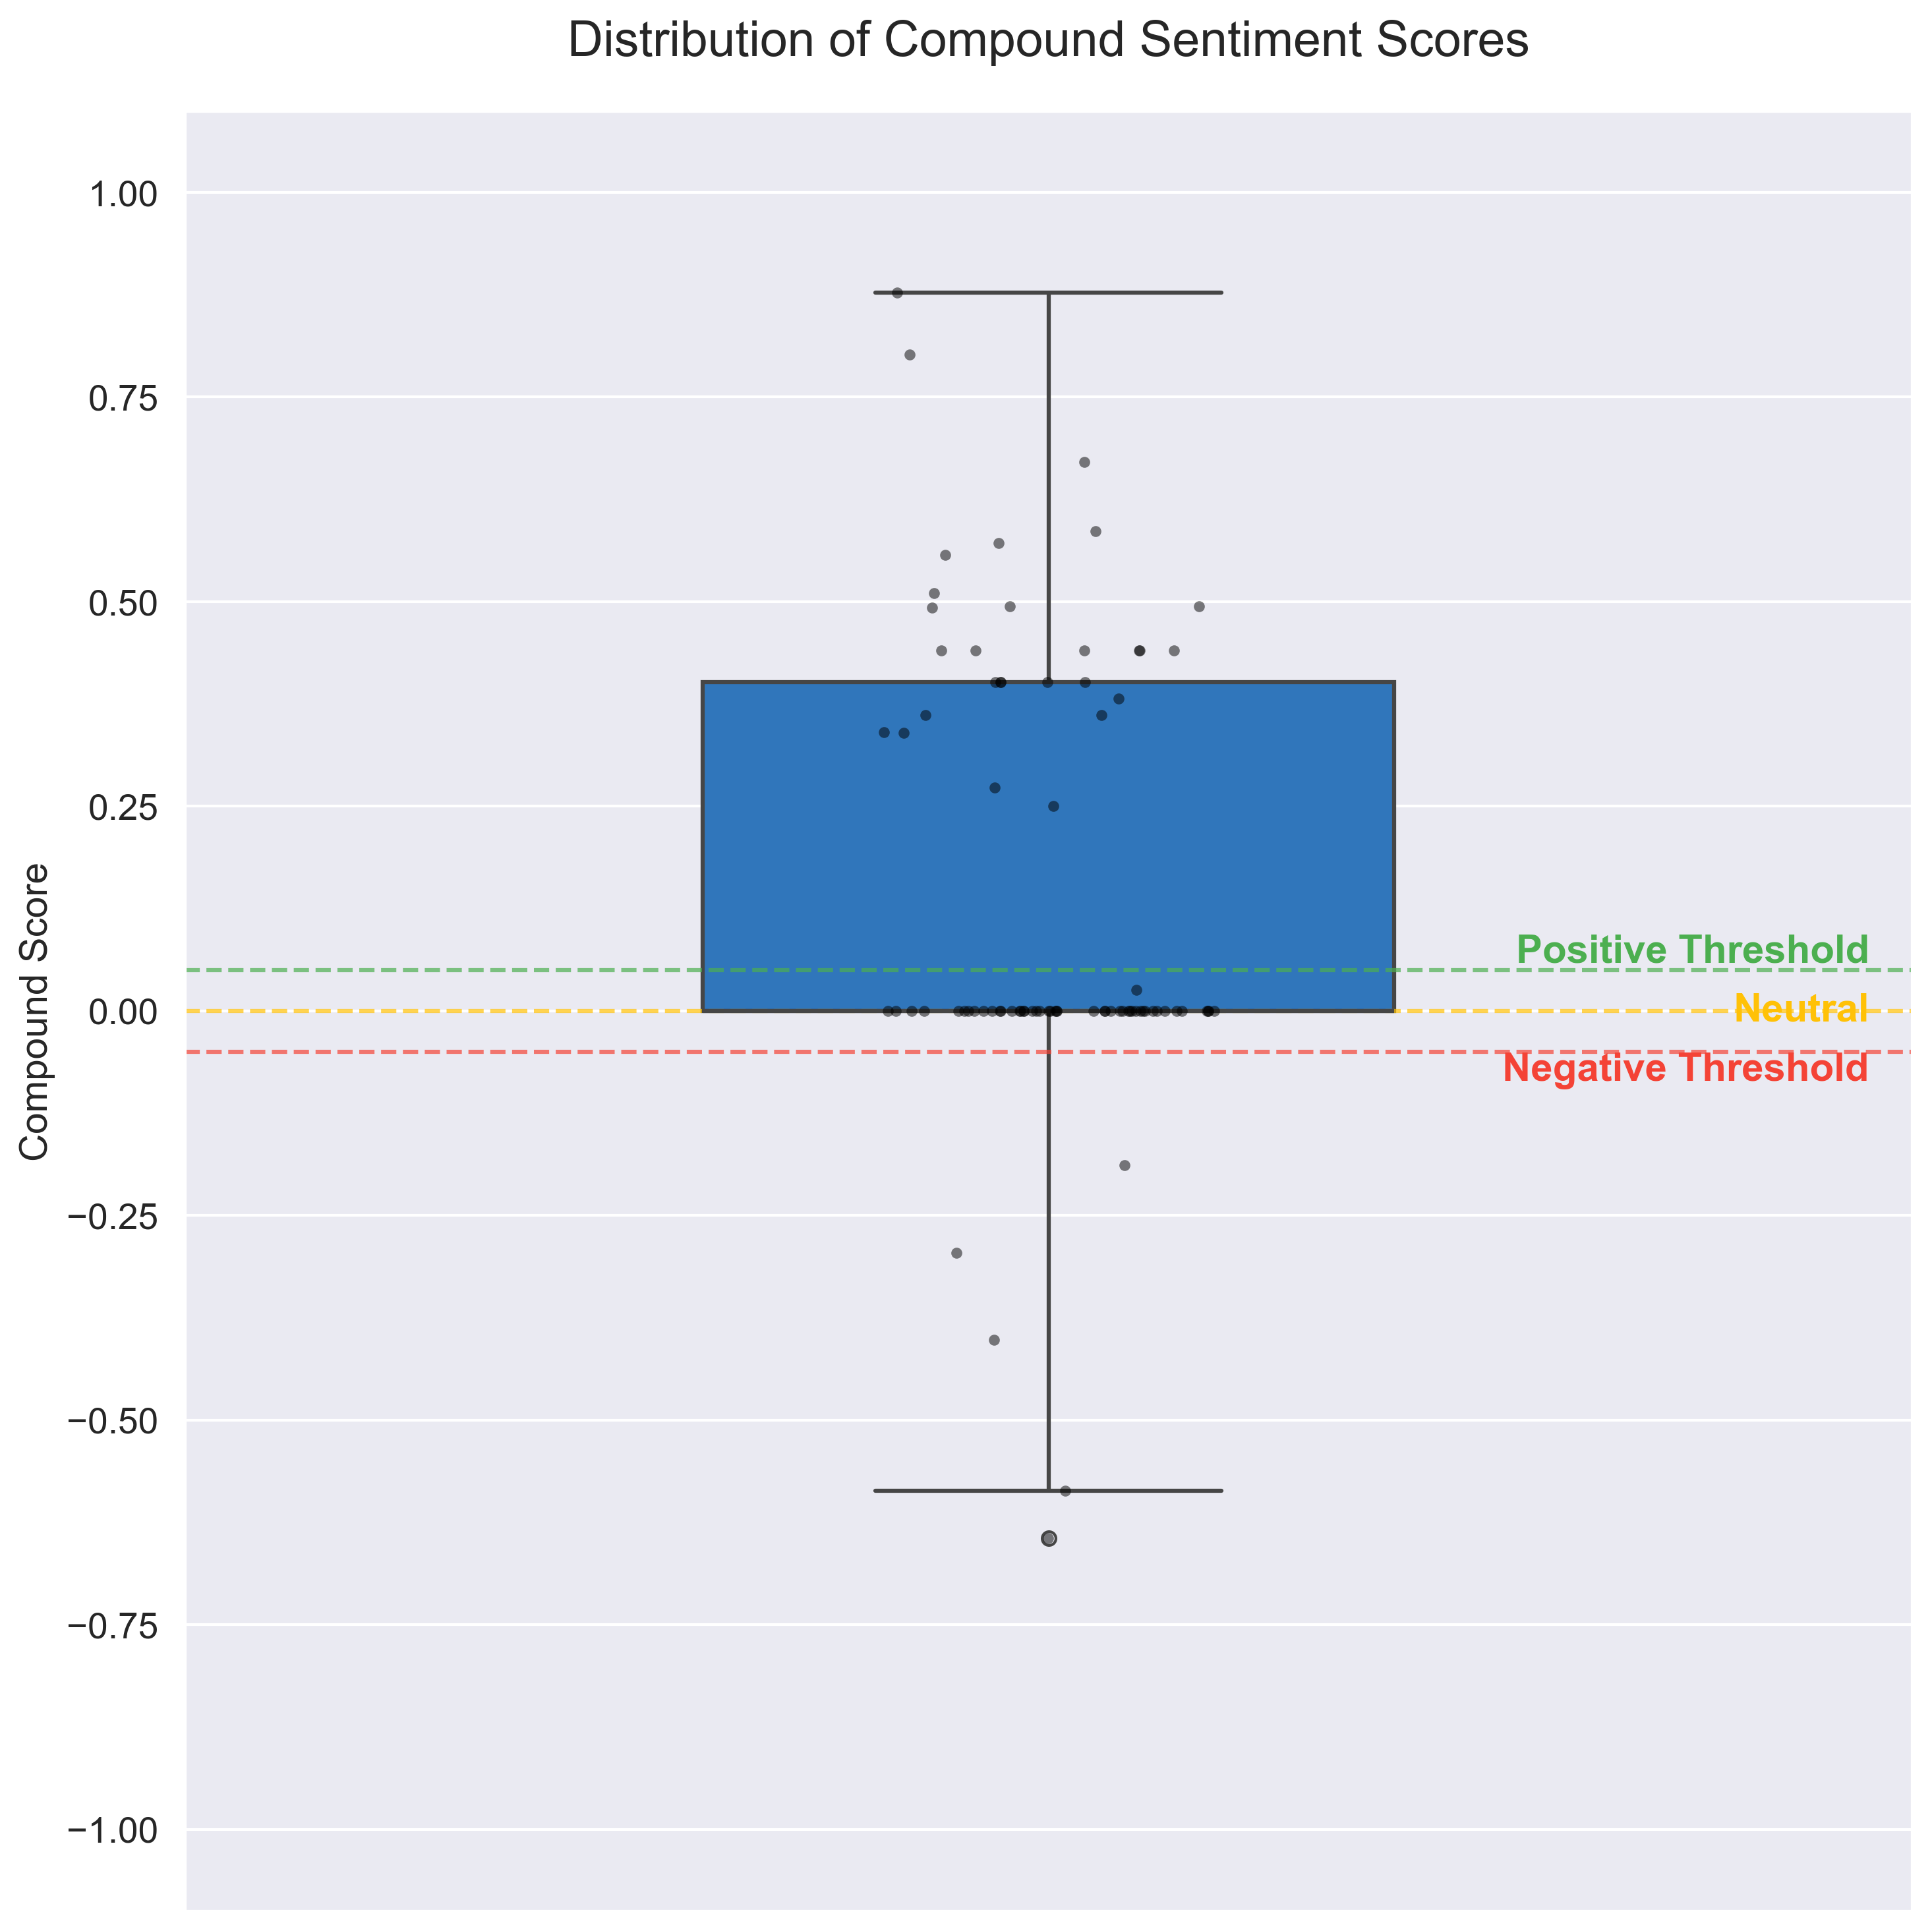 Distribution of Compound Sentiment Scores
1.00
0.75
0.50
0.25
0.00
−0.25
−0.50
−0.75
−1.00
Compound Score
Positive Threshold
Neutral
Negative Threshold